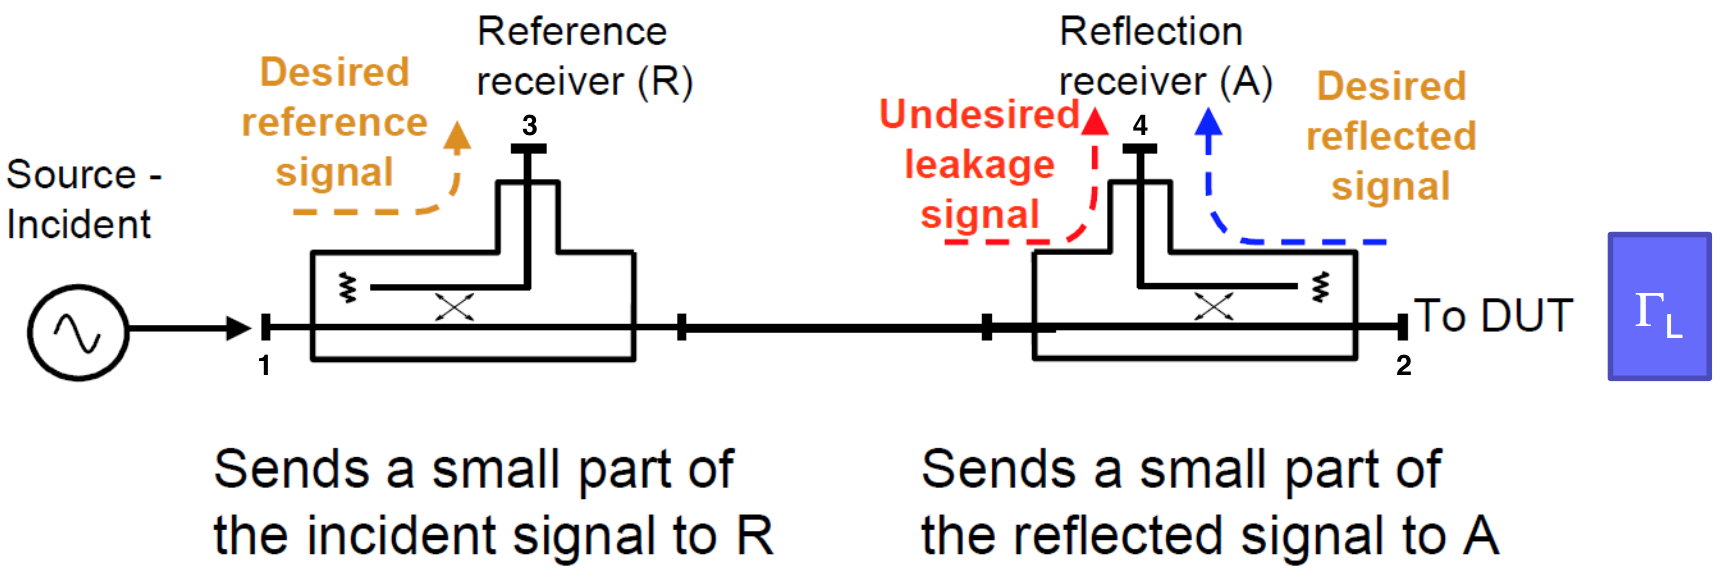 Reference
receiver (R)
Desired
reference
signal
3
Source -
Incident
1
Reflection
receiver (A)
Undesired
leakage
signal
4
Desired
reflected
signal
To DUT
2
Γ_L
Sends a small part of
the incident signal to R
Sends a small part of
the reflected signal to A